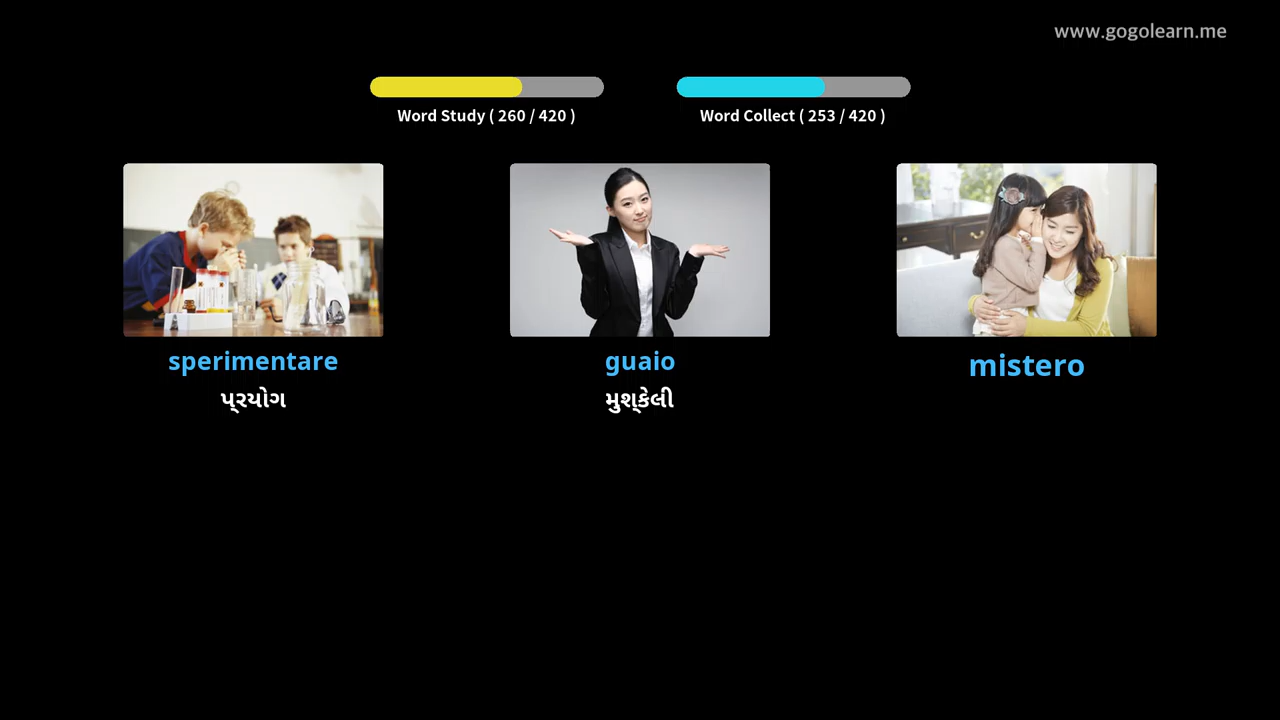 www.gogolearn.me
Word Study ( 260 / 420 )
Word Collect ( 253 / 420 )
sperimentare
guaio
mistero
પ્રયોગ
મુશ્કેલી